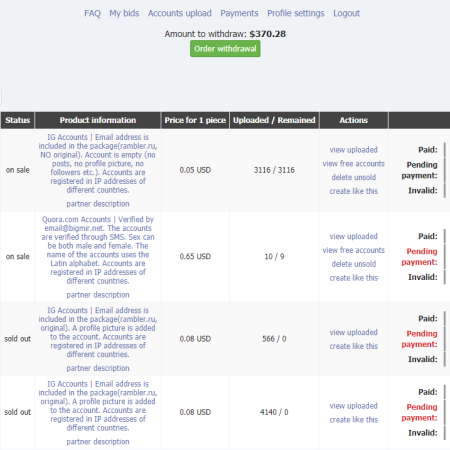 FAQ My bids Accounts upload Payments Profile settings Logout
Amount to withdraw: $370.28
Order withdrawal
Status Product information Price for 1 piece Uploaded / Remained Actions
on sale
IG Accounts | Email address is
included in the package(rambler.ru,
NO original). Account is empty (no
posts, no profile picture, no
followers etc.). Accounts are
registered in IP addresses of
different countries.
partner description
0.05 USD
3116 / 3116
view uploaded
view free accounts
delete unsold
create like this
Paid:
Pending
payment:
Invalid:
on sale
Quora.com Accounts | Verified by
email@bigmir.net. The accounts
are verified through SMS. Sex can
be both male and female. The
name of the accounts uses the
Latin alphabet. Accounts are
registered in IP addresses of
different countries.
partner description
0.65 USD
10 / 9
view uploaded
view free accounts
delete unsold
create like this
Paid:
Pending
payment:
Invalid:
sold out
IG Accounts | Email address is
included in the package(rambler.ru,
original). A profile picture is added
to the account. Accounts are
registered in IP addresses of
different countries.
partner description
0.08 USD
566 / 0
view uploaded
create like this
Paid:
Pending
payment:
Invalid:
sold out
IG Accounts | Email address is
included in the package(rambler.ru,
original). A profile picture is added
to the account. Accounts are
registered in IP addresses of
different countries.
partner description
0.08 USD
4140 / 0
view uploaded
create like this
Paid:
Pending
payment:
Invalid: